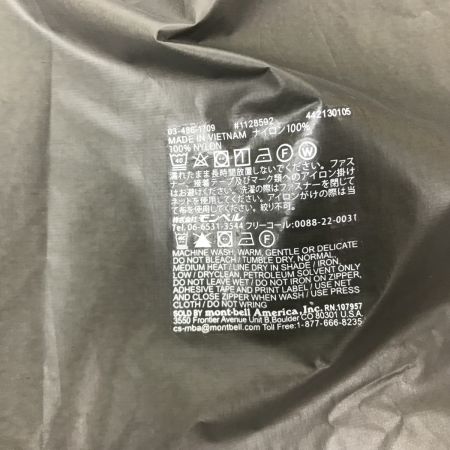 03-486-1709 #1128592 442130105
MADE IN VIETNAM ナイロン100%
100% NYLON
濡れたまま長時間放置しないでください。ファス
ナー、接着テープ及びマーク類へのアイロン掛け
はお避けください。洗濯の際はファスナーを閉じて
ネットを使用してください。アイロンがけの際は当
て布を使用してください。絞り不可。
株式会社モンベル
Tel.06-6531-3544 フリーコール:0088-22-0031
MACHINE WASH, WARM, GENTLE OR DELICATE
DO NOT BLEACH / TUMBLE DRY, NORMAL,
MEDIUM HEAT / LINE DRY IN SHADE / IRON,
LOW / DRYCLEAN, PETROLEUM SOLVENT ONLY
DO NOT LEAVE WET / DO NOT IRON ON ZIPPER,
ADHESIVE TAPE AND PRINT LABEL / USE NET
AND CLOSE ZIPPER WHEN WASH / USE PAT
CLOTH / DO NOT WRING
SOLD BY mont-bell America, Inc. RN.107957
3550 Frontier Avenue Unit B, Boulder CO 80301 U.S.A.
cs-mba@montbell.com Toll Free:1-877-666-8235